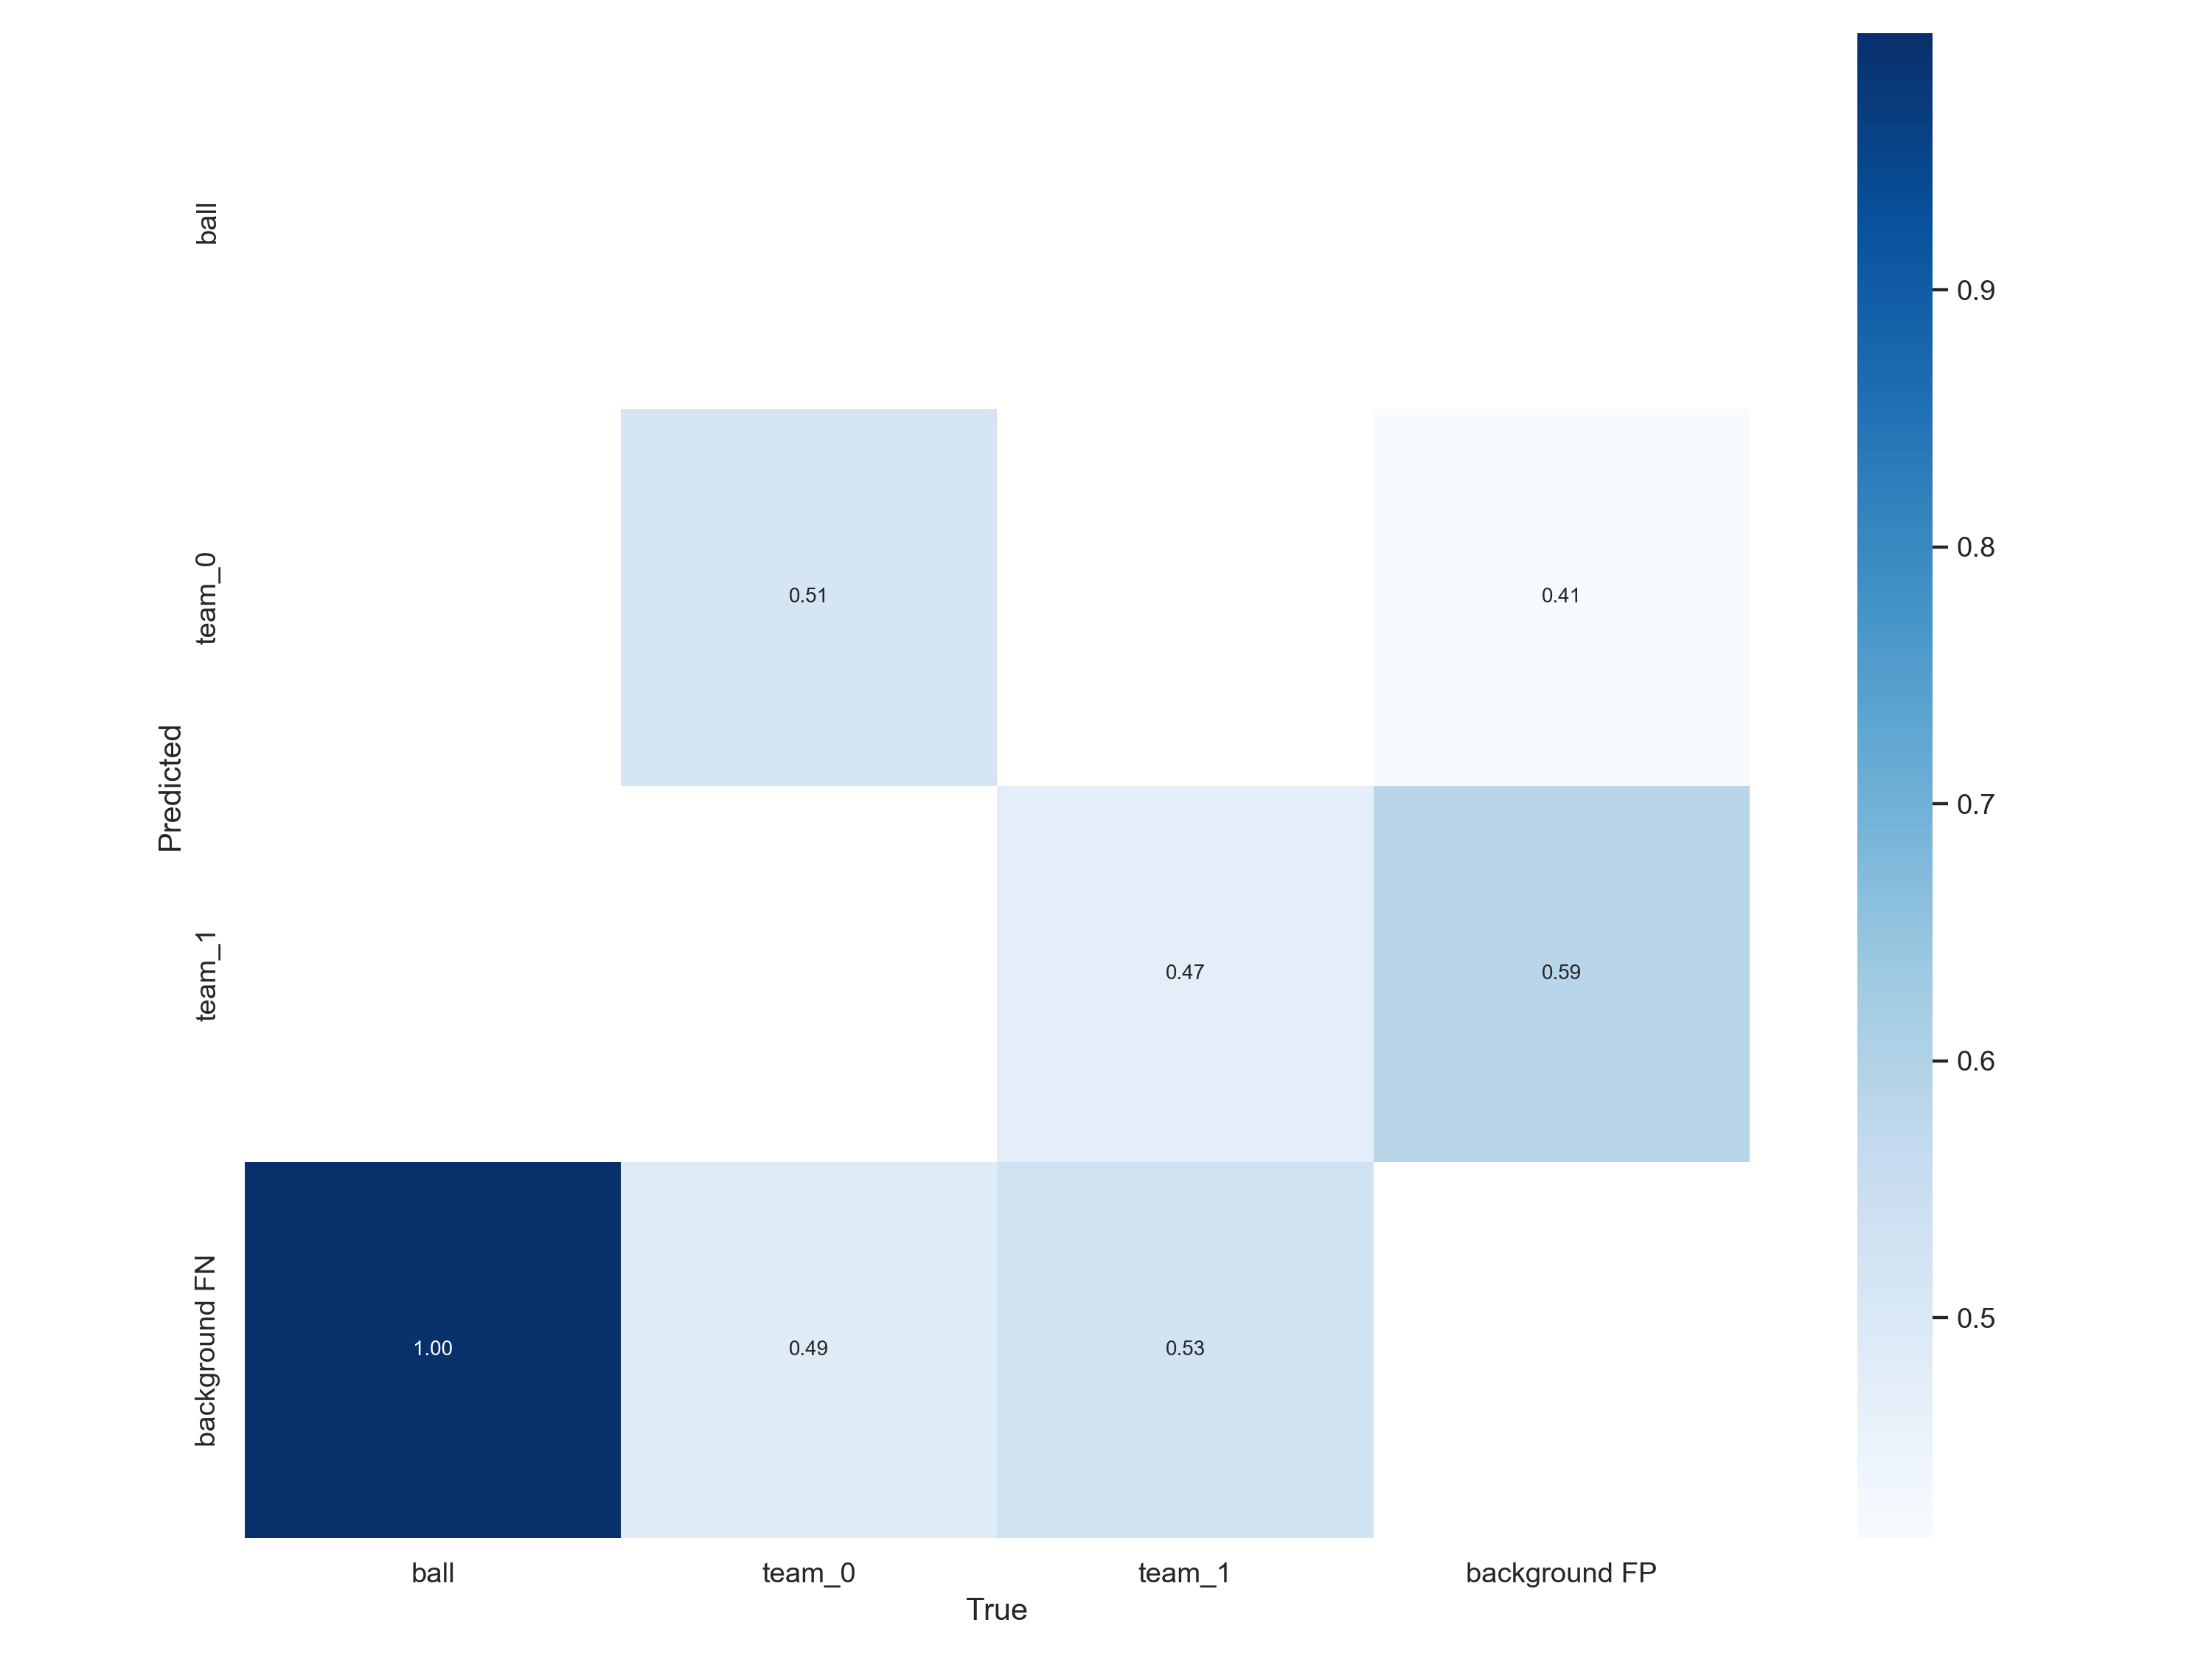 ball
team_0
team_1
background FN
Predicted
0.51
0.41
0.47
0.59
1.00
0.49
0.53
ball
team_0
team_1
background FP
True
0.9
0.8
0.7
0.6
0.5